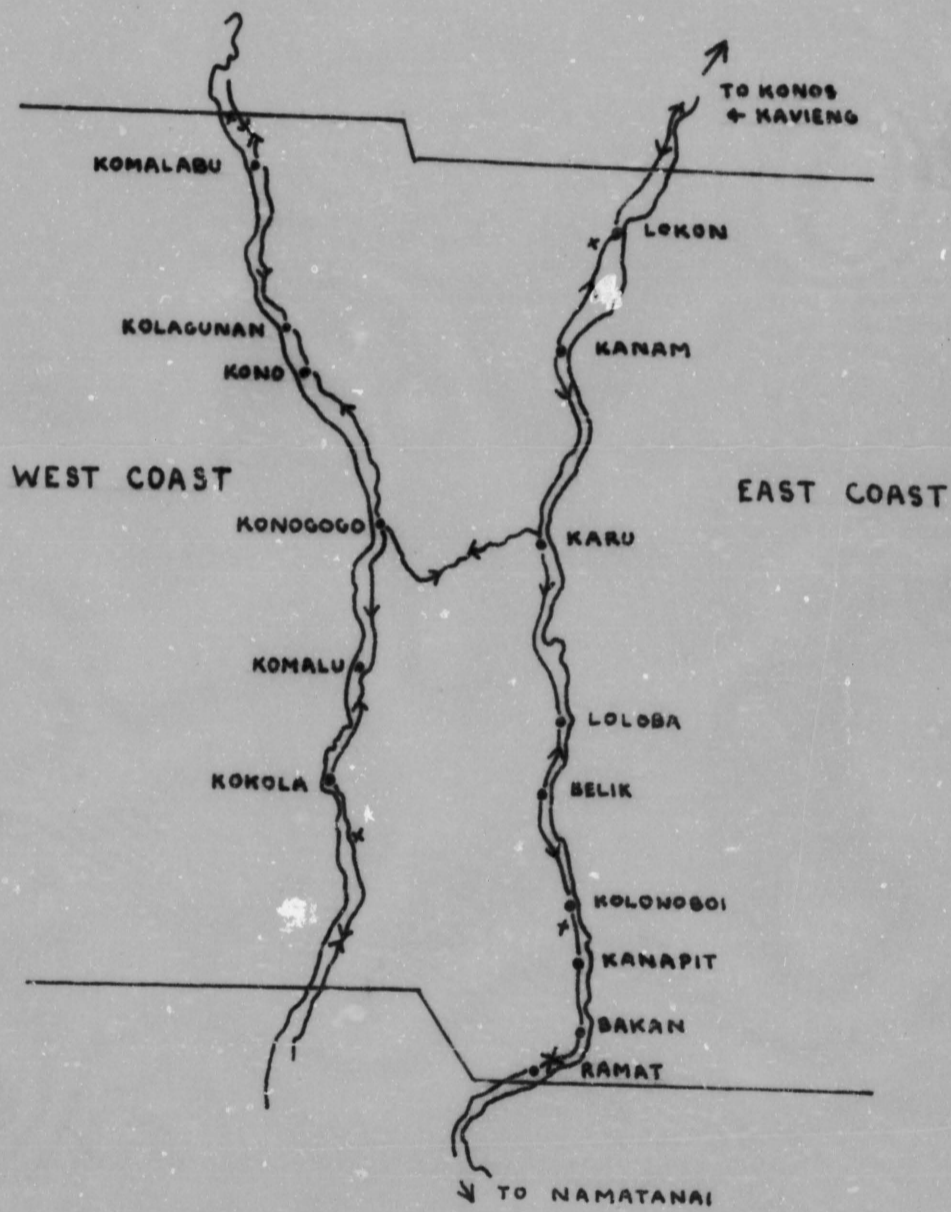 TO KONOS
& KAVIENG
KOMALABU
LOKON
KOLAGUNAN
KANAM
KONO
WEST COAST
EAST COAST
KONOGOGO
KARU
KOMALU
LOLOBA
KOKOLA
BELIK
KOLONOBOI
KANAPIT
BAKAN
RAMAT
TO NAMATANAI